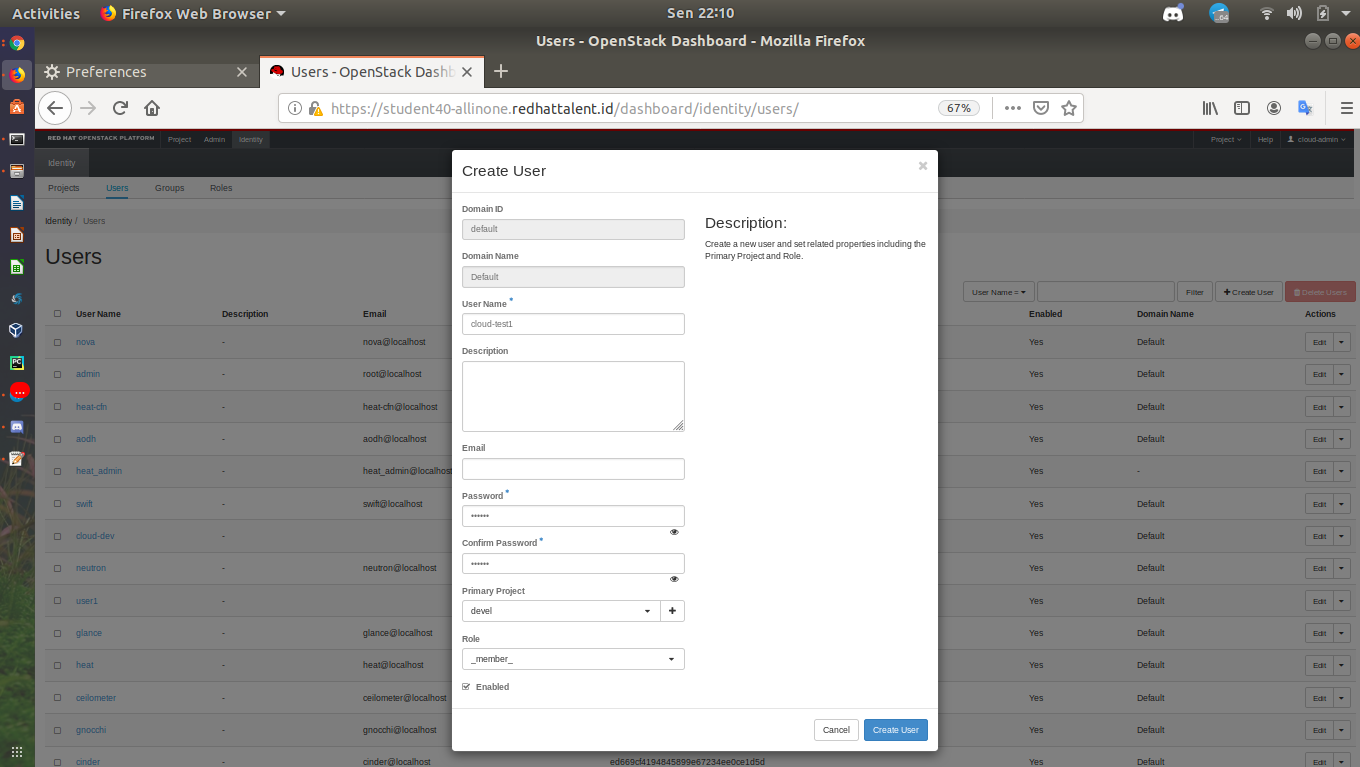 Activities Firefox Web Browser Sen 22:10 64
Users - OpenStack Dashboard - Mozilla Firefox
Preferences Users - OpenStack Dashb
https://student40-allinone.redhattalent.id/dashboard/identity/users/ 67%
RED HAT OPENSTACK PLATFORM Project Admin Identity Project Help cloud-admin
Identity
Projects Users Groups Roles
Identity / Users
Users
User Name = Filter Create User Delete Users
User Name Description Email Enabled Domain Name Actions
nova - nova@localhost Yes Default Edit
admin - root@localhost Yes Default Edit
heat-cfn - heat-cfn@localhost Yes Default Edit
aodh - aodh@localhost Yes Default Edit
heat_admin - heat_admin@localhost Yes - Edit
swift - swift@localhost Yes Default Edit
cloud-dev - Yes Default Edit
neutron - neutron@localhost Yes Default Edit
user1 - Yes Default Edit
glance - glance@localhost Yes Default Edit
heat - heat@localhost Yes Default Edit
ceilometer - ceilometer@localhost Yes Default Edit
gnocchi - gnocchi@localhost Yes Default Edit
cinder - cinder@localhost ed669cf4194845899e67234ee0ce1d5d Yes Default Edit
Create User
Domain ID
default
Domain Name
Default
User Name *
cloud-test1
Description
Email
Password *
••••••
Confirm Password *
••••••
Primary Project
devel
Role
_member_
Enabled
Description:
Create a new user and set related properties including the
Primary Project and Role.
Cancel Create User
PC